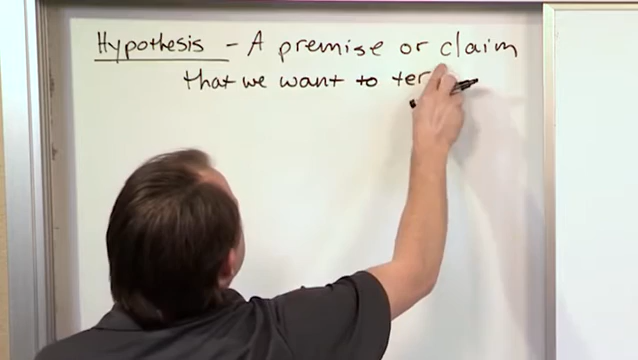 Hypothesis - A premise or claim
that we want to